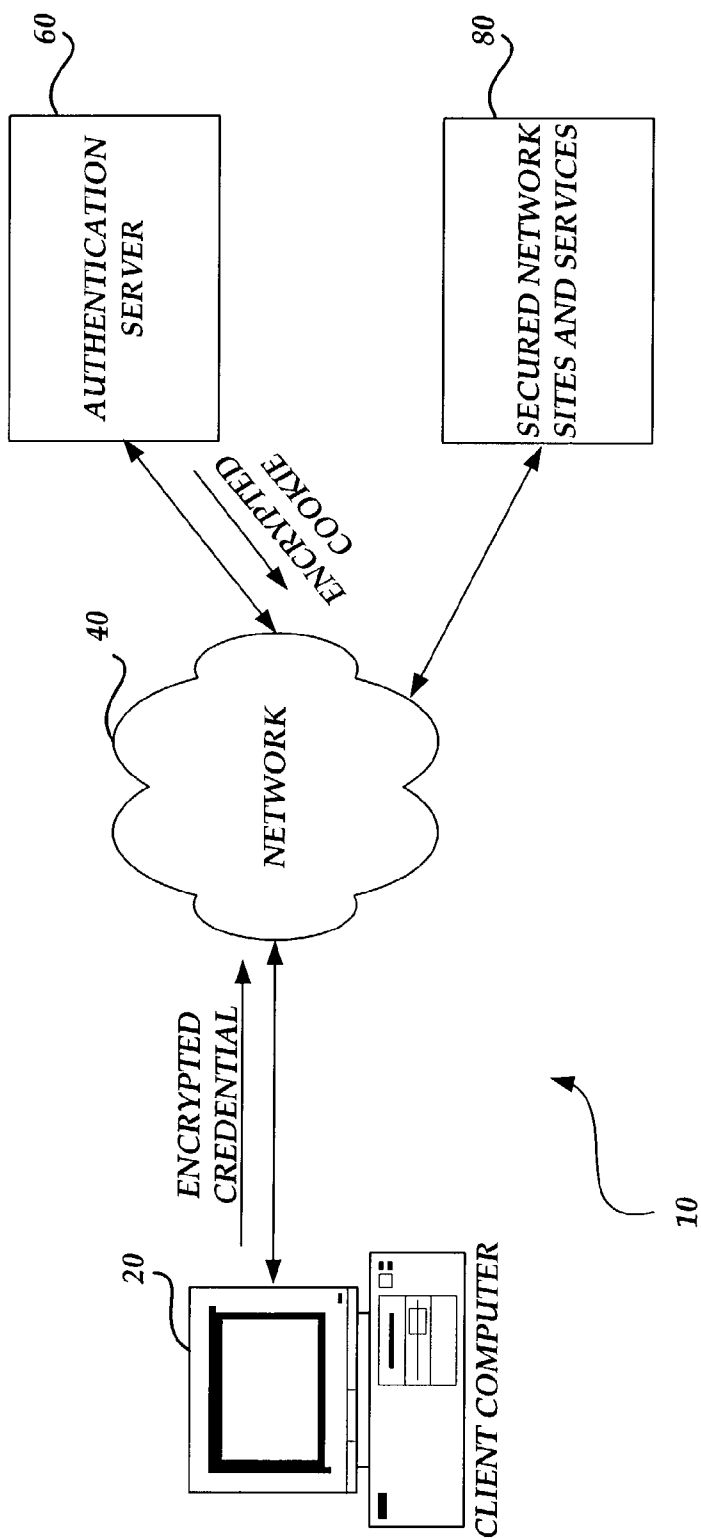 20
CLIENT COMPUTER
ENCRYPTED
CREDENTIAL
40
NETWORK
ENCRYPTED
COOKIE
60
AUTHENTICATION
SERVER
80
SECURED NETWORK
SITES AND SERVICES
10